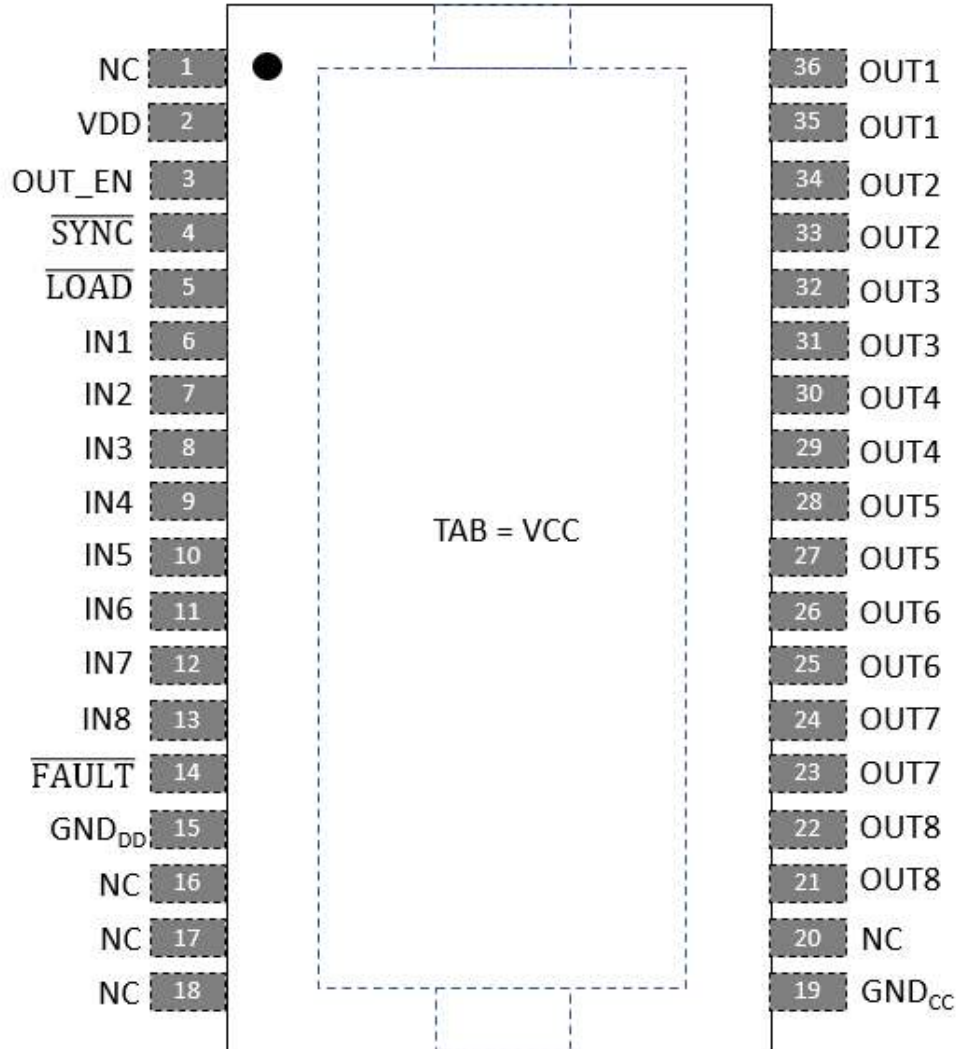 NC 1 36 OUT1
VDD 2 35 OUT1
OUT_EN 3 34 OUT2
SYNC 4 33 OUT2
LOAD 5 32 OUT3
IN1 6 31 OUT3
IN2 7 30 OUT4
IN3 8 29 OUT4
IN4 9 28 OUT5
TAB = VCC
IN5 10 27 OUT5
IN6 11 26 OUT6
IN7 12 25 OUT6
IN8 13 24 OUT7
FAULT 14 23 OUT7
GNDDD 15 22 OUT8
NC 16 21 OUT8
NC 17 20 NC
NC 18 19 GNDCC